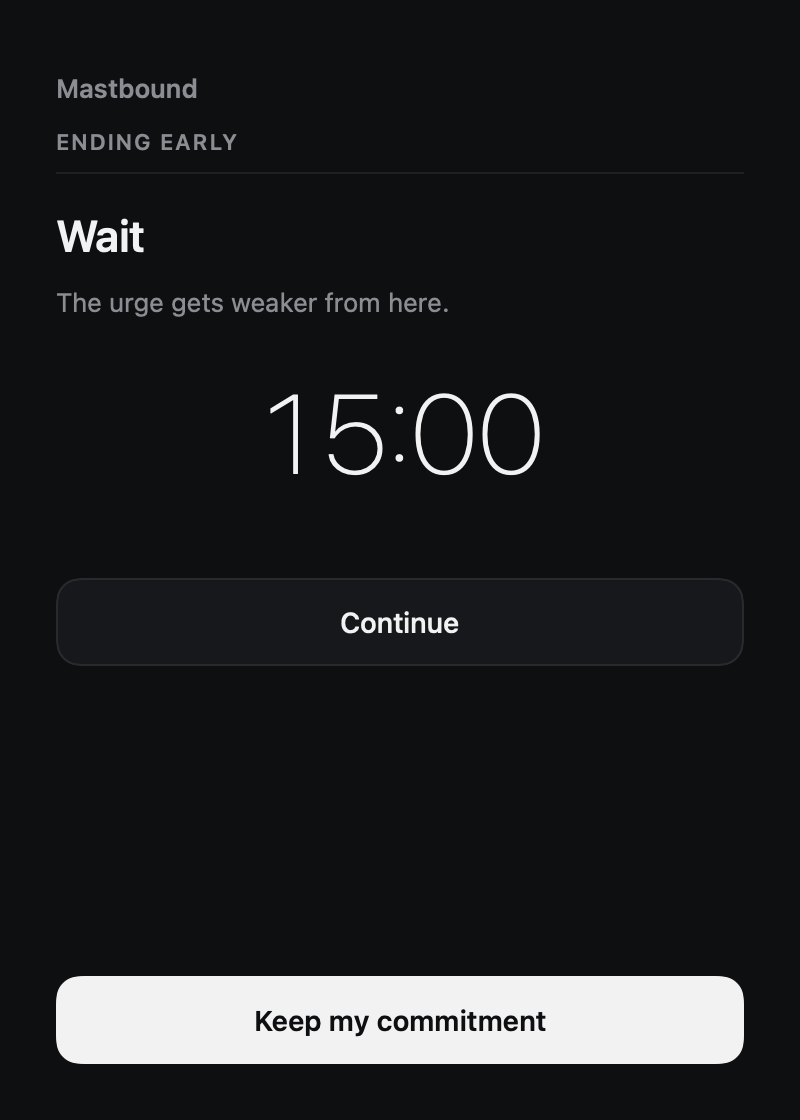 Mastbound
ENDING EARLY
Wait
The urge gets weaker from here.
15:00
Continue
Keep my commitment